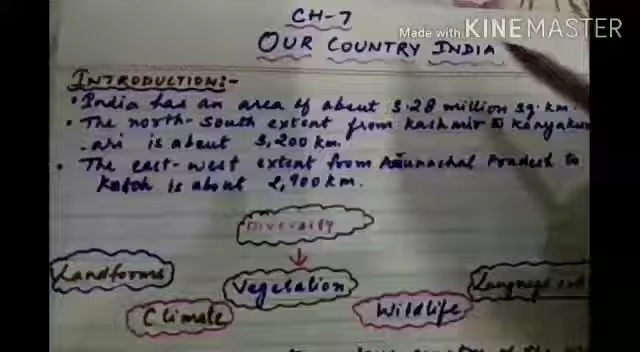 CH-7
Made with KINEMASTER
OUR COUNTRY INDIA
INTRODUCTION:-
• India has an area of about 3.28 million sq. km.
• The north-south extent from Kashmir to Kanyakum
-ari is about 3,200 km.
• The east-west extent from Arunachal Pradesh to
Katch is about 2,900 km.
Diversity
Landforms
Vegetation
Language
Climate
Wildlife